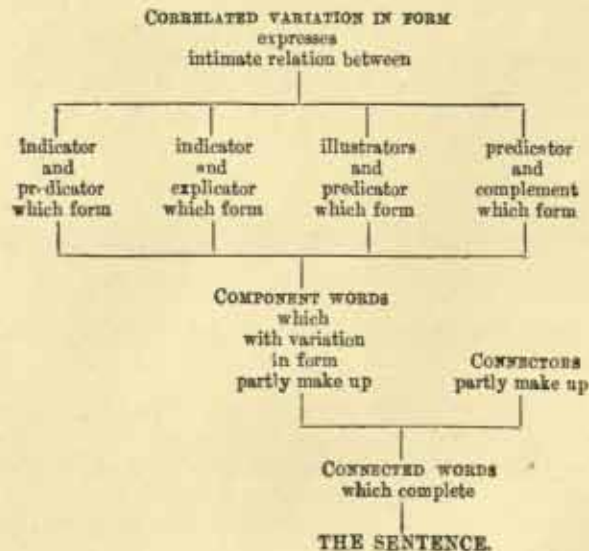 CORRELATED VARIATION IN FORM
expresses
intimate relation between
indicator
and
predicator
which form
indicator
and
explicator
which form
illustrators
and
predicator
which form
predicator
and
complement
which form
COMPONENT WORDS
which
with variation
in form
partly make up
CONNECTORS
partly make up
CONNECTED WORDS
which complete
THE SENTENCE.